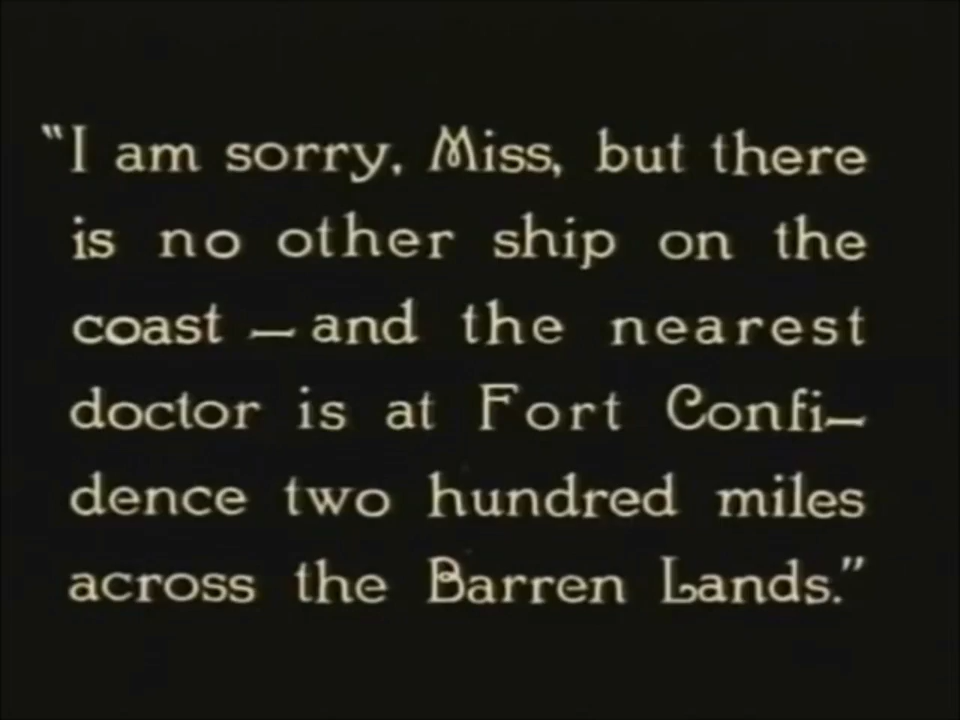 “I am sorry, Miss, but there
is no other ship on the
coast — and the nearest
doctor is at Fort Confi—
dence two hundred miles
across the Barren Lands.”